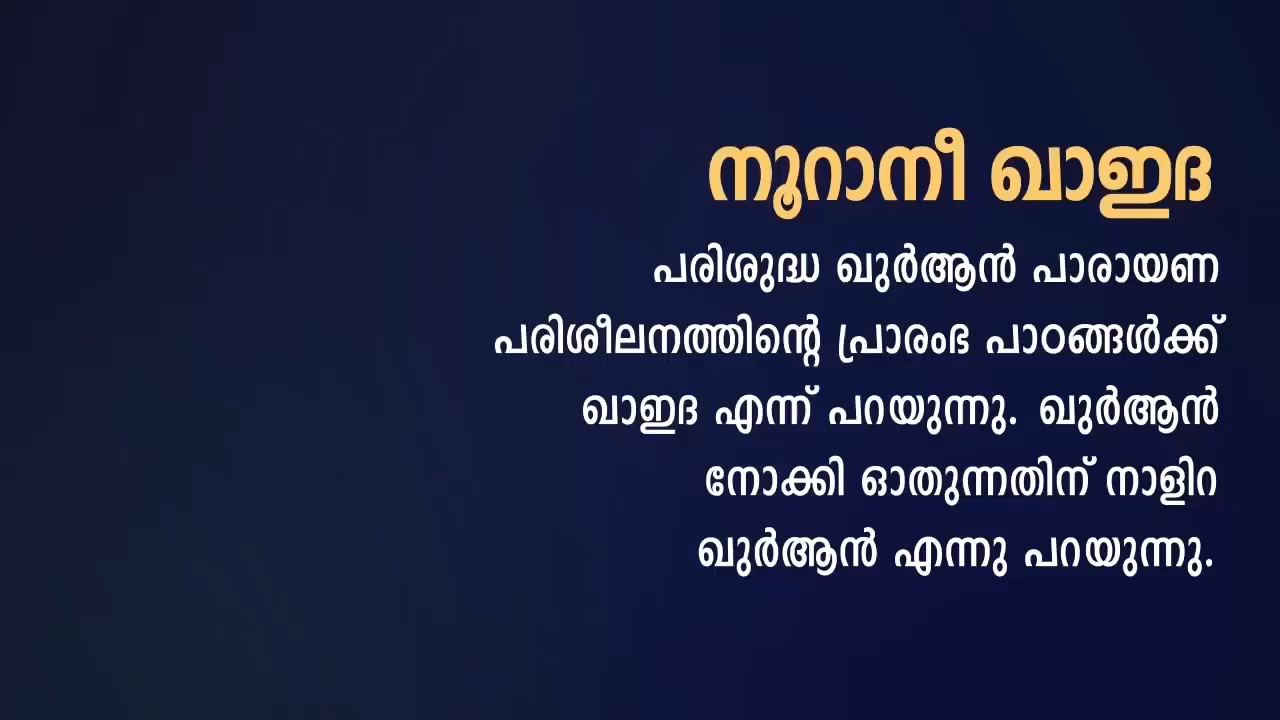 നൂറാനീ ഖാഇദ
പരിശുദ്ധ ഖുർആൻ പാരായണ
പരിശീലനത്തിന്റെ പ്രാരംഭ പാഠങ്ങൾക്ക്
ഖാഇദ എന്ന് പറയുന്നു. ഖുർആൻ
നോക്കി ഓതുന്നതിന് നാളിറ
ഖുർആൻ എന്നു പറയുന്നു.